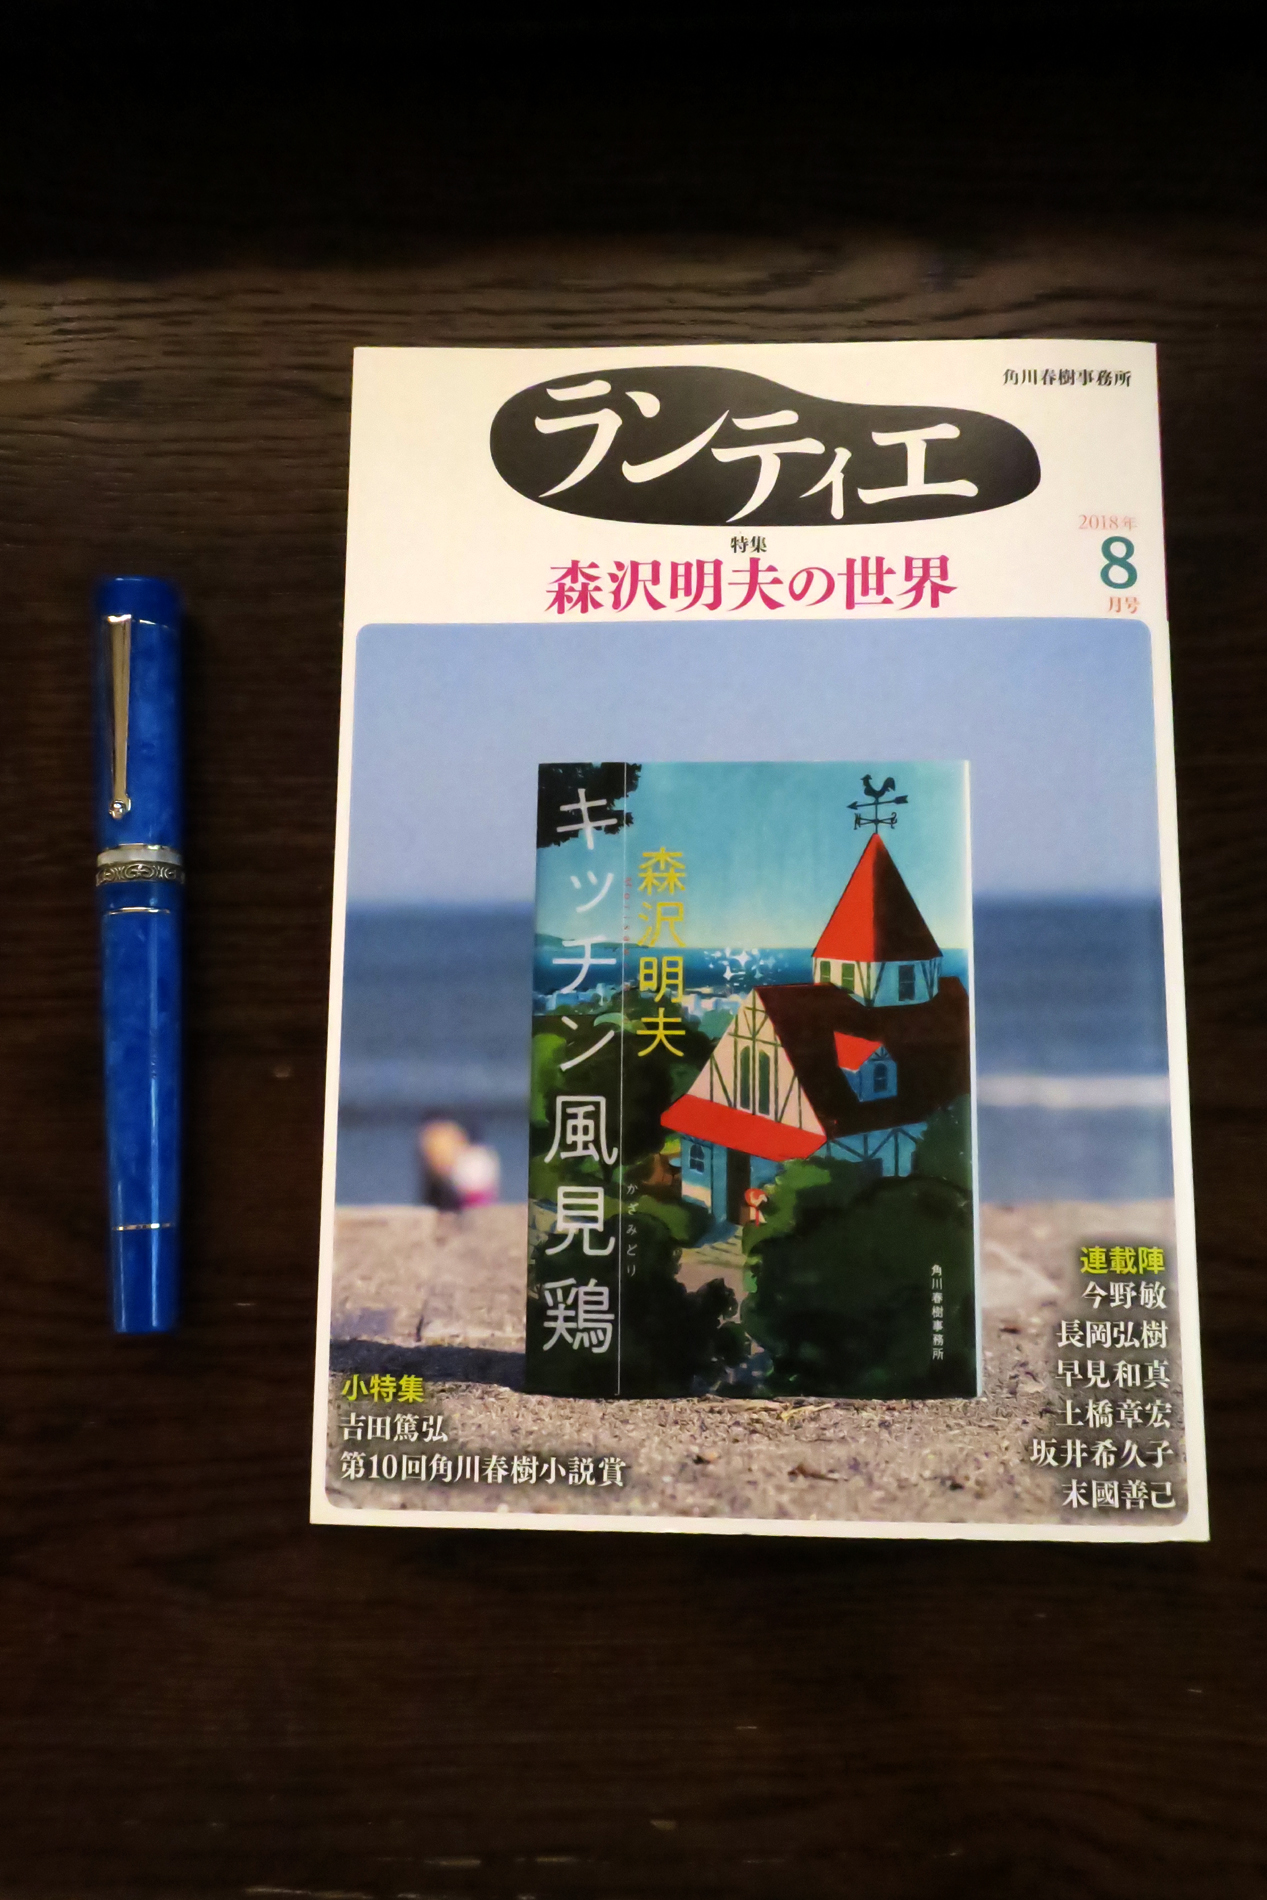 角川春樹事務所
ランティエ
2018年
8
月号
特集
森沢明夫の世界
キッチン風見鶏
かざみどり
森沢明夫
角川春樹事務所
小特集
吉田篤弘
第10回角川春樹小説賞
連載陣
今野敏
長岡弘樹
早見和真
土橋章宏
坂井希久子
末國善己